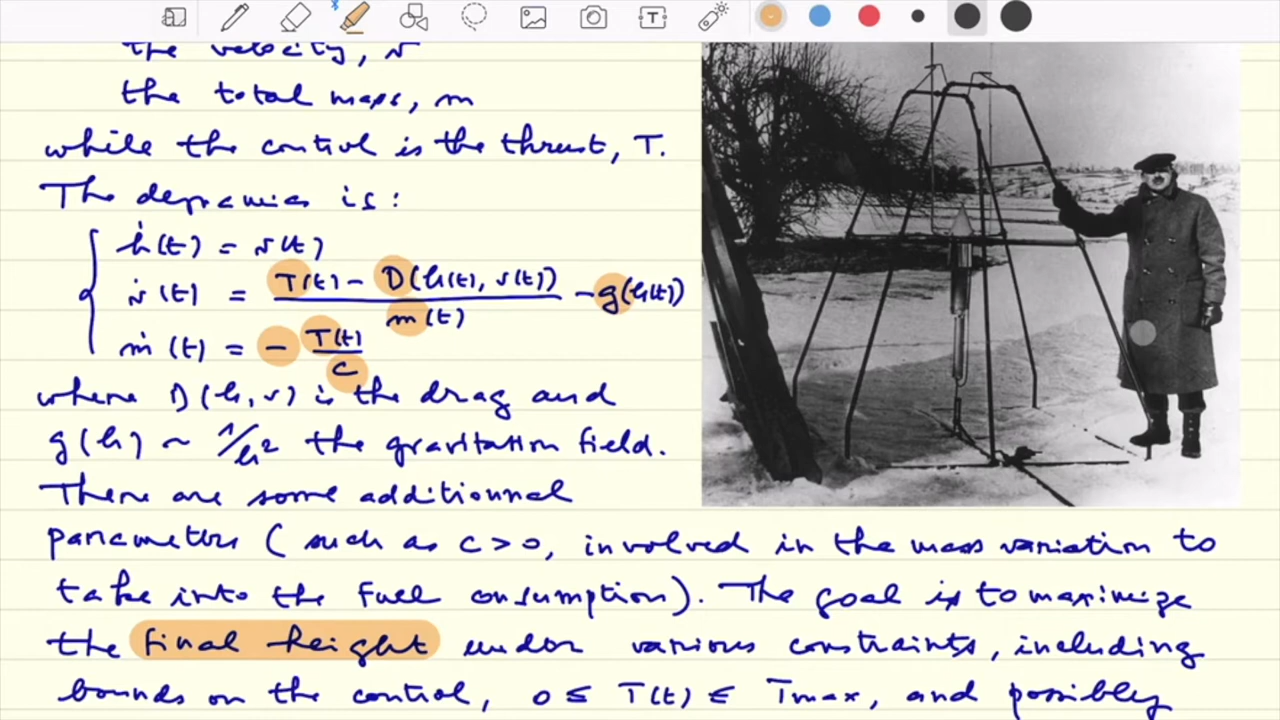 the velocity, v
the total mass, m
while the control is the thrust, T.
The dynamics is:
ḣ(t) = v(t)
v̇(t) = (T(t) - D(h(t), v(t))) / m(t) - g(h(t))
ṁ(t) = - T(t)/c
where D(h,v) is the drag and
g(h) ~ 1/h² the gravitation field.
There are some additionnal
parameters (such as c > 0, involved in the mass variation to
take into the fuel consumption). The goal is to maximize
the final height under various constraints, including
bounds on the control, 0 ≤ T(t) ≤ Tmax, and possibly
T